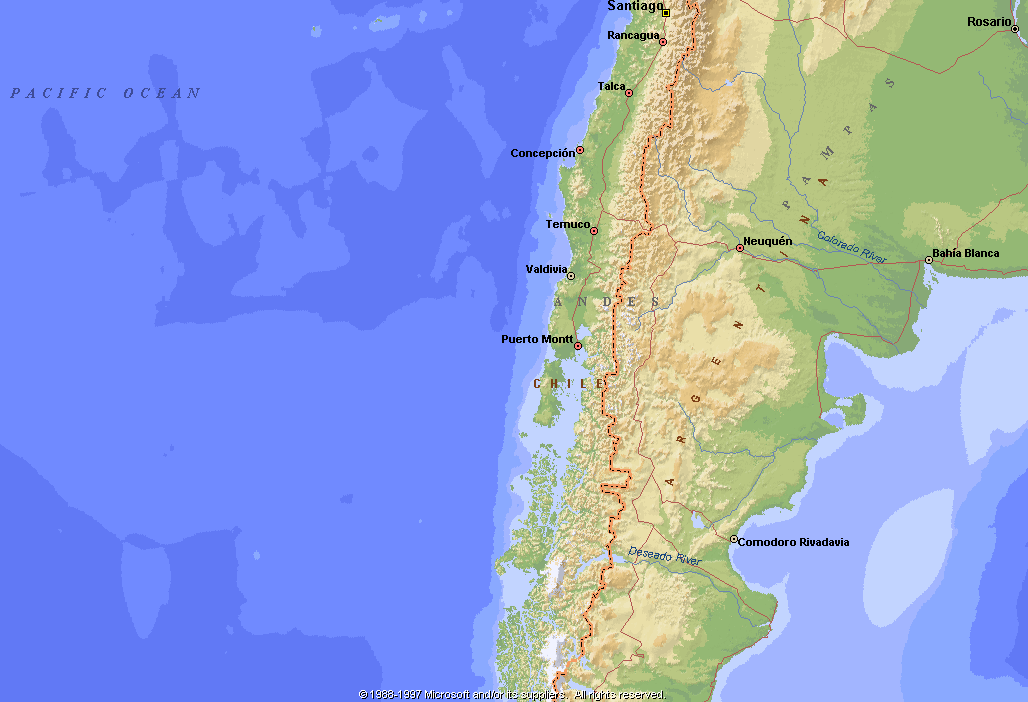 Santiago
Rosario
Rancagua
Talca
PACIFIC OCEAN
PAMPAS
Concepción
Temuco
Neuquén
Colorado River
Bahía Blanca
Valdivia
ANDES
ARGENTINA
Puerto Montt
CHILE
Comodoro Rivadavia
Deseado River
© 1988-1997 Microsoft and/or its suppliers. All rights reserved.